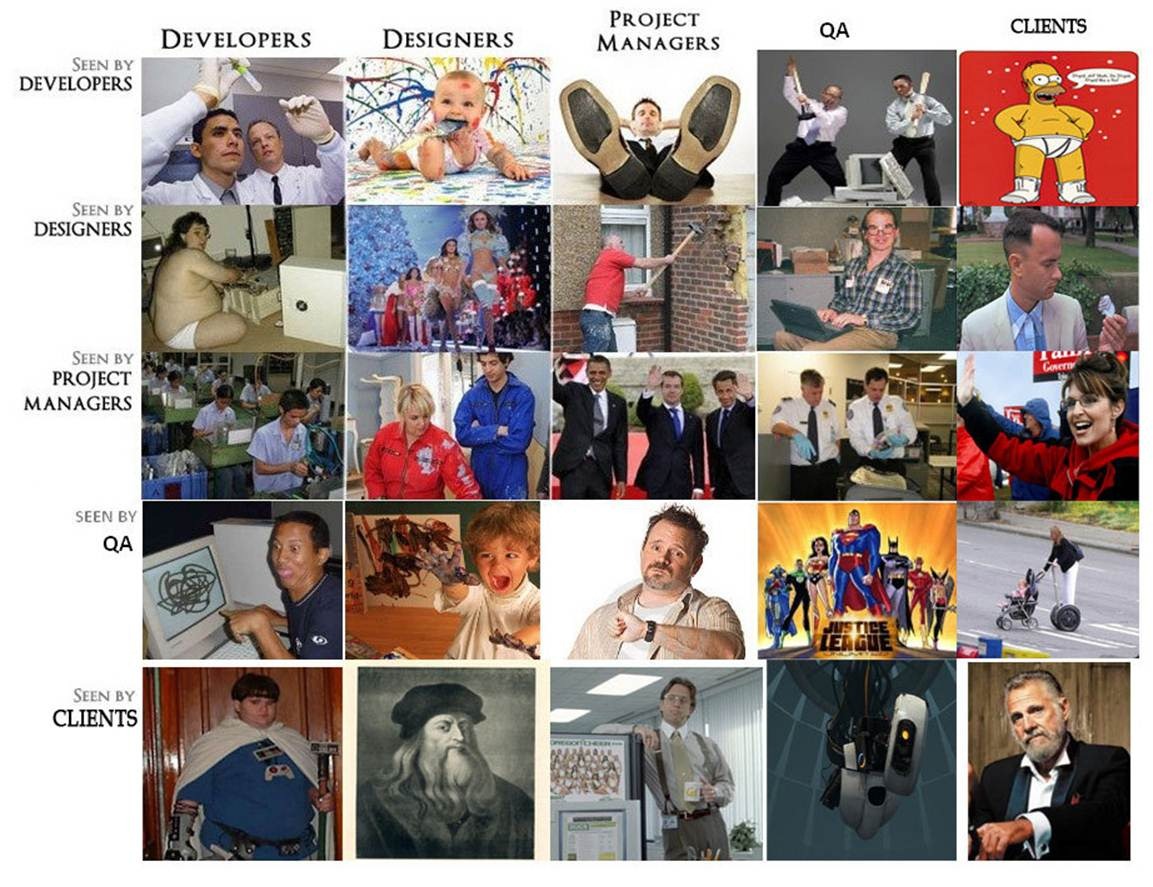 DEVELOPERS
DESIGNERS
PROJECT
MANAGERS
QA
CLIENTS
SEEN BY
DEVELOPERS
SEEN BY
DESIGNERS
SEEN BY
PROJECT
MANAGERS
SEEN BY
QA
JUSTICE
LEAGUE
UNLIMITED
SEEN BY
CLIENTS